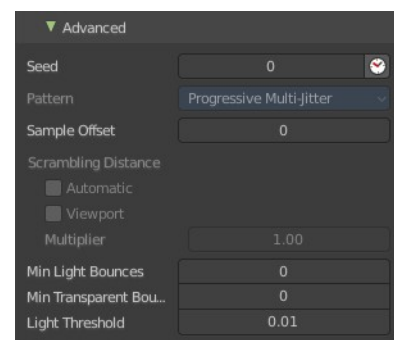 Advanced
Seed 0
Pattern Progressive Multi-Jitter
Sample Offset 0
Scrambling Distance
Automatic
Viewport
Multiplier 1.00
Min Light Bounces 0
Min Transparent Bou... 0
Light Threshold 0.01